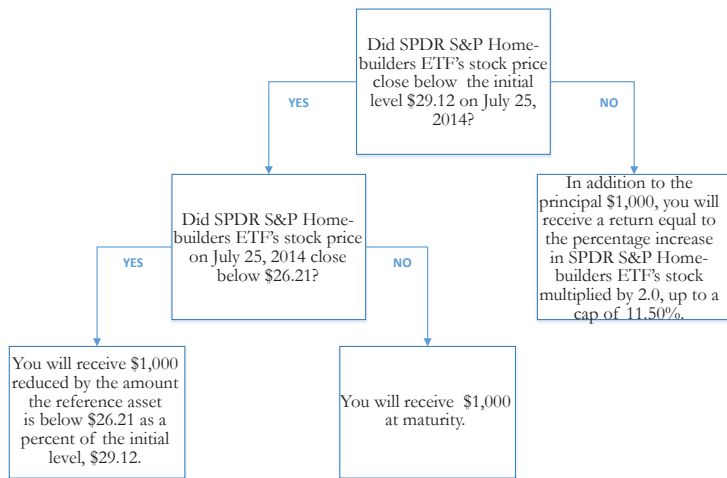 Did SPDR S&P Home-
builders ETF's stock price
close below the initial
level $29.12 on July 25,
2014?
YES
NO
Did SPDR S&P Home-
builders ETF's stock price
on July 25, 2014 close
below $26.21?
In addition to the
principal $1,000, you will
receive a return equal to
the percentage increase
in SPDR S&P Home-
builders ETF's stock
multiplied by 2.0, up to a
cap of 11.50%.
YES
NO
You will receive $1,000
reduced by the amount
the reference asset
is below $26.21 as a
percent of the initial
level, $29.12.
You will receive $1,000
at maturity.